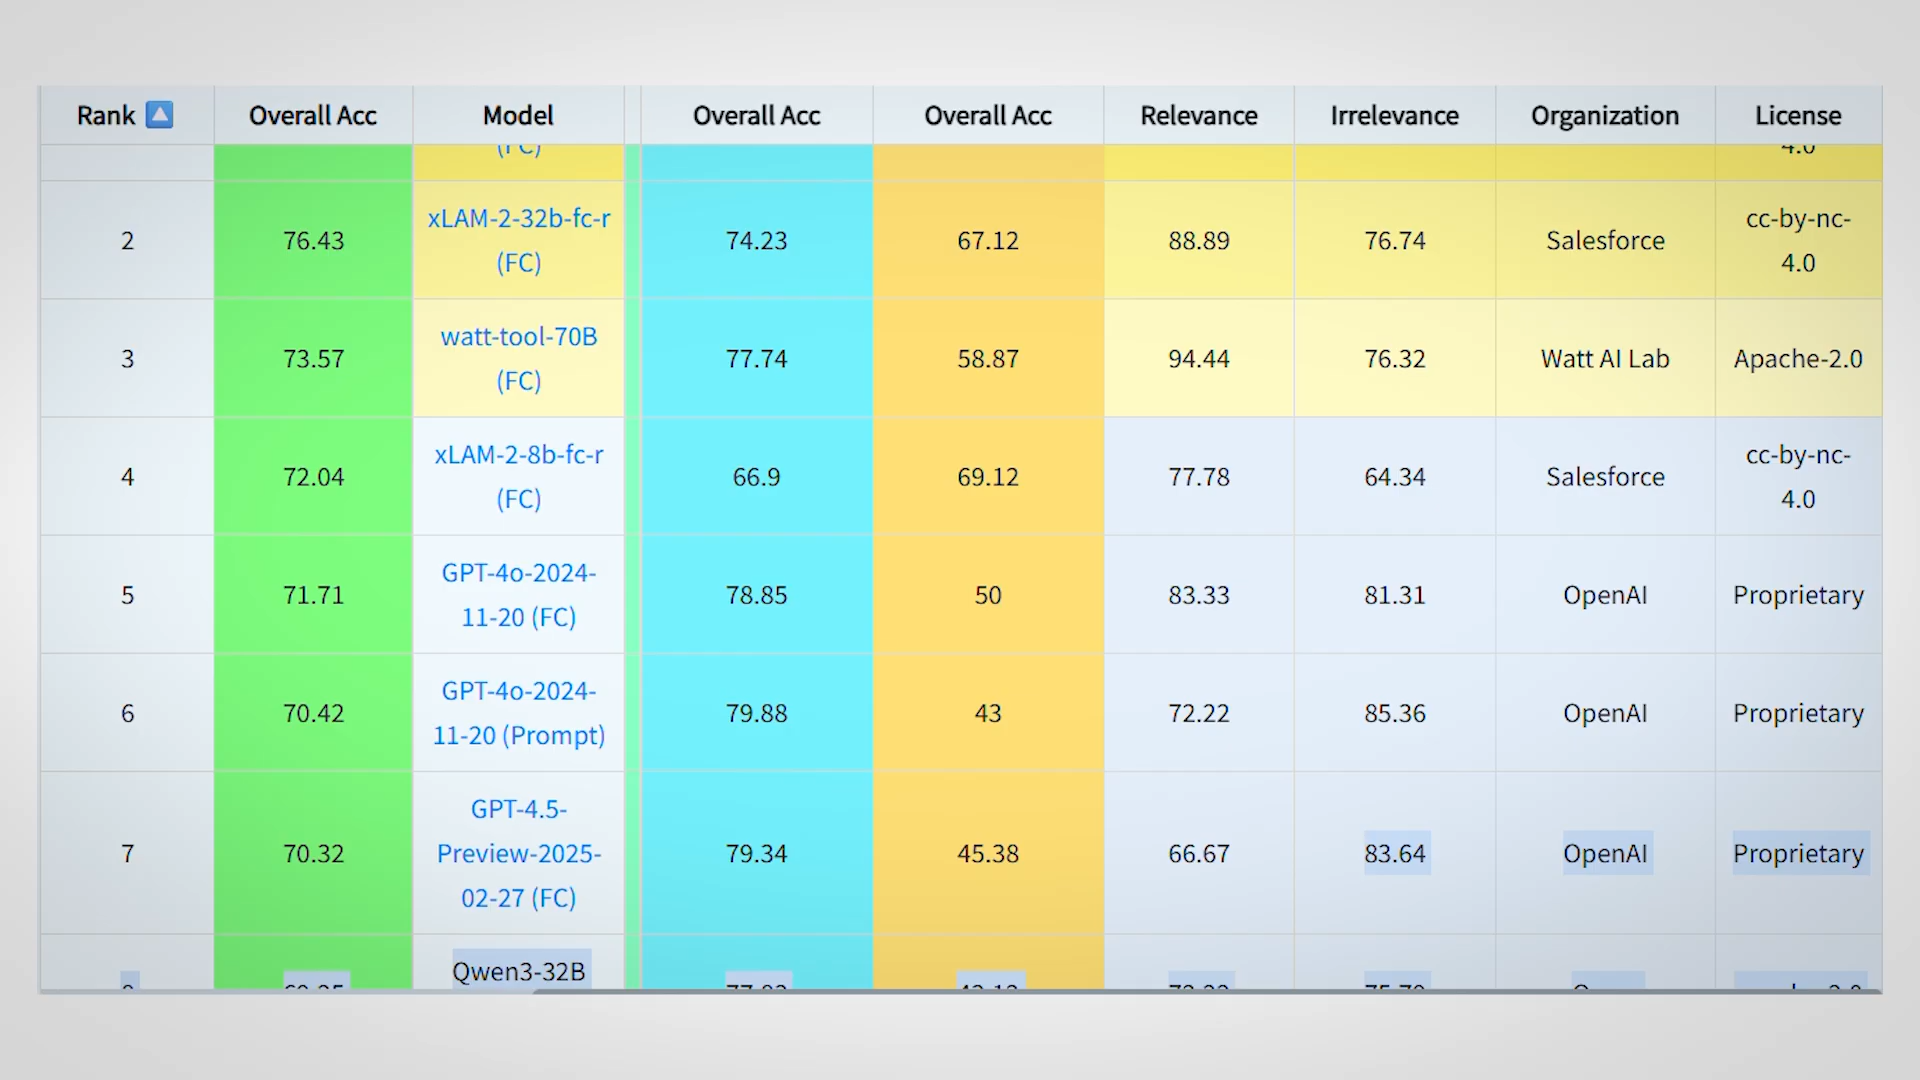 Rank Overall Acc Model Overall Acc Overall Acc Relevance Irrelevance Organization License
(FC) 4.0
2 76.43 xLAM-2-32b-fc-r (FC) 74.23 67.12 88.89 76.74 Salesforce cc-by-nc-4.0
3 73.57 watt-tool-70B (FC) 77.74 58.87 94.44 76.32 Watt AI Lab Apache-2.0
4 72.04 xLAM-2-8b-fc-r (FC) 66.9 69.12 77.78 64.34 Salesforce cc-by-nc-4.0
5 71.71 GPT-4o-2024-11-20 (FC) 78.85 50 83.33 81.31 OpenAI Proprietary
6 70.42 GPT-4o-2024-11-20 (Prompt) 79.88 43 72.22 85.36 OpenAI Proprietary
7 70.32 GPT-4.5-Preview-2025-02-27 (FC) 79.34 45.38 66.67 83.64 OpenAI Proprietary
Qwen3-32B